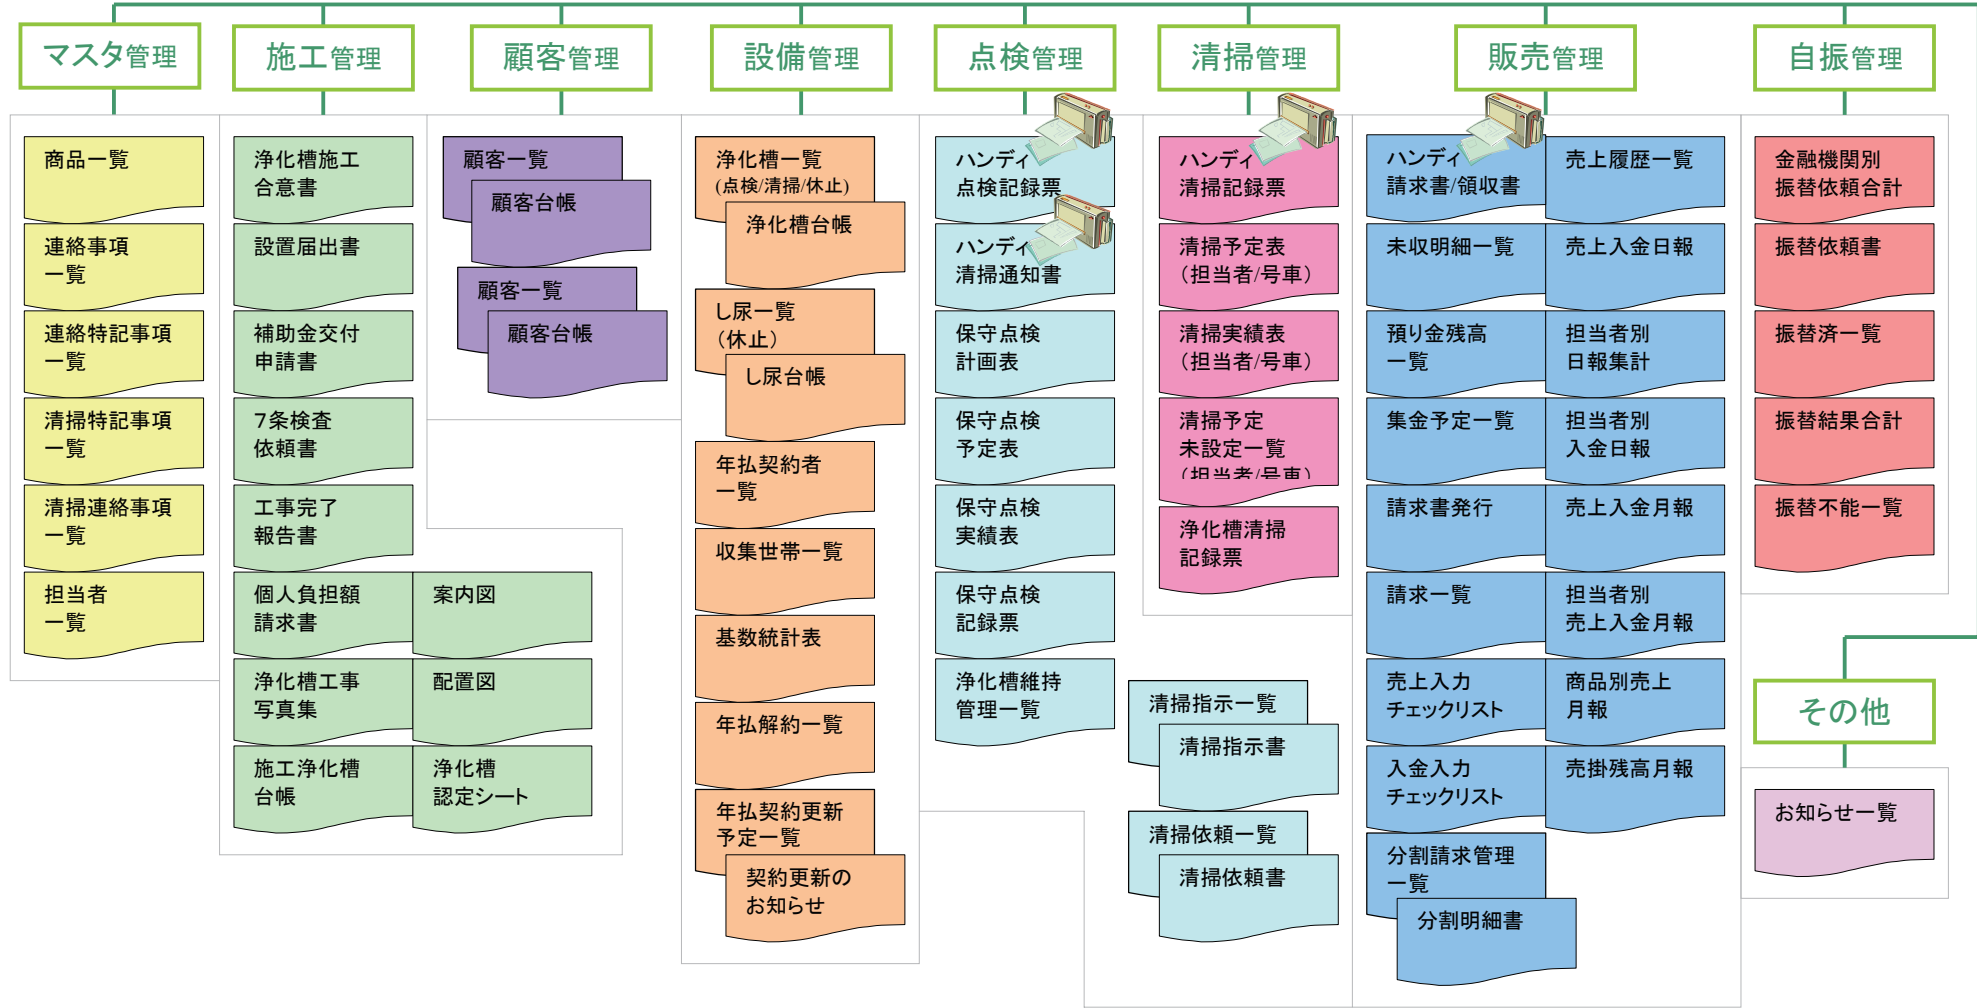 マスタ管理
施工管理
顧客管理
設備管理
点検管理
清掃管理
販売管理
自振管理
商品一覧
連絡事項
一覧
連絡特記事項
一覧
清掃特記事項
一覧
清掃連絡事項
一覧
担当者
一覧
浄化槽施工
合意書
設置届出書
補助金交付
申請書
7条検査
依頼書
工事完了
報告書
個人負担額
請求書
浄化槽工事
写真集
施工浄化槽
台帳
案内図
配置図
浄化槽
認定シート
顧客一覧
顧客台帳
顧客一覧
顧客台帳
浄化槽一覧
(点検/清掃/休止)
浄化槽台帳
し尿一覧
（休止）
し尿台帳
年払契約者
一覧
収集世帯一覧
基数統計表
年払解約一覧
年払契約更新
予定一覧
契約更新の
お知らせ
ハンディ
点検記録票
ハンディ
清掃通知書
保守点検
計画表
保守点検
予定表
保守点検
実績表
保守点検
記録票
浄化槽維持
管理一覧
ハンディ
清掃記録票
清掃予定表
（担当者/号車）
清掃実績表
（担当者/号車）
清掃予定
未設定一覧
（担当者/号車）
浄化槽清掃
記録票
清掃指示一覧
清掃指示書
清掃依頼一覧
清掃依頼書
ハンディ
請求書/領収書
未収明細一覧
預り金残高
一覧
集金予定一覧
請求書発行
請求一覧
売上入力
チェックリスト
入金入力
チェックリスト
分割請求管理
一覧
分割明細書
売上履歴一覧
売上入金日報
担当者別
日報集計
担当者別
入金日報
売上入金月報
担当者別
売上入金月報
商品別売上
月報
売掛残高月報
金融機関別
振替依頼合計
振替依頼書
振替済一覧
振替結果合計
振替不能一覧
その他
お知らせ一覧